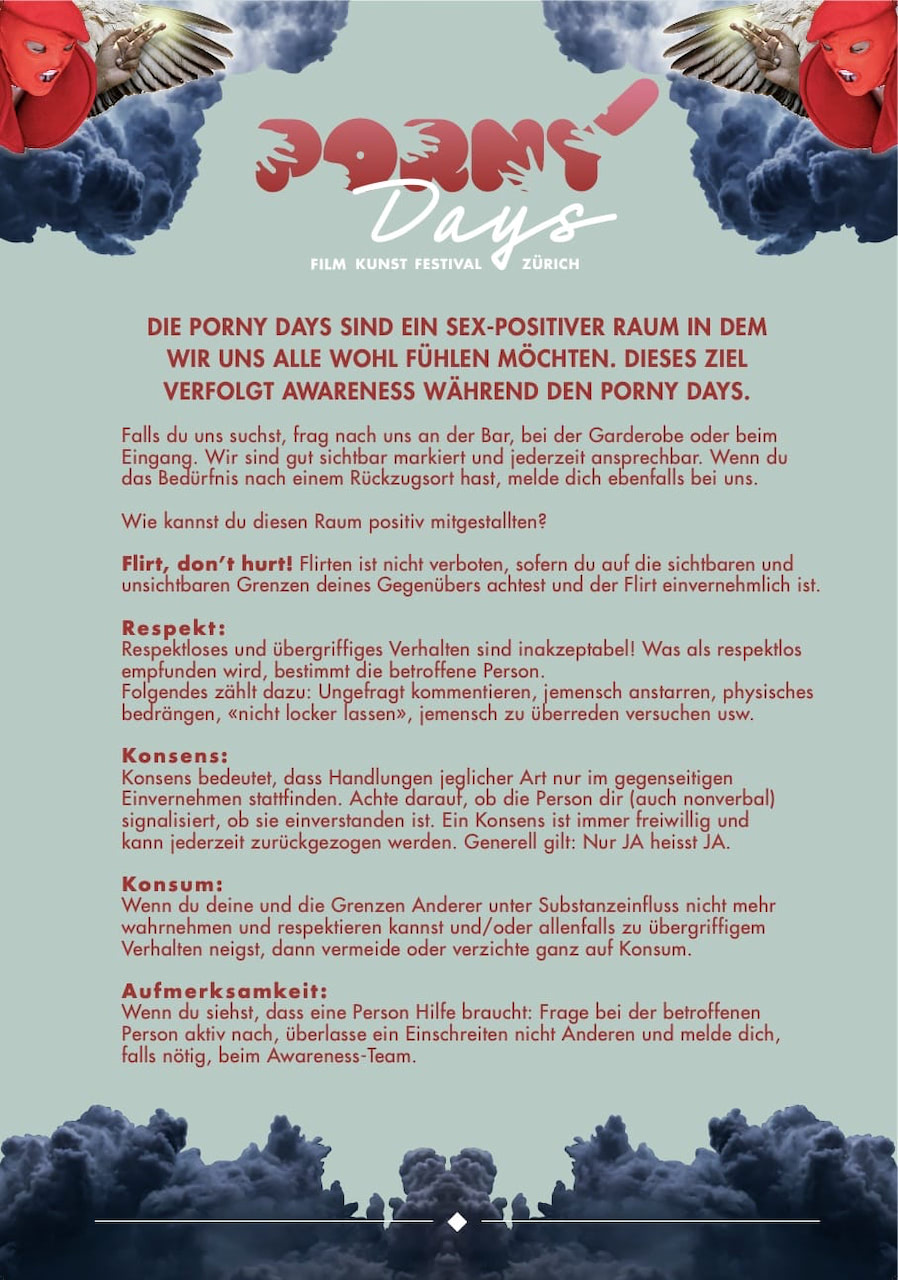 PORNY
Days
FILM KUNST FESTIVAL ZÜRICH
DIE PORNY DAYS SIND EIN SEX-POSITIVER RAUM IN DEM
WIR UNS ALLE WOHL FÜHLEN MÖCHTEN. DIESES ZIEL
VERFOLGT AWARENESS WÄHREND DEN PORNY DAYS.
Falls du uns suchst, frag nach uns an der Bar, bei der Garderobe oder beim
Eingang. Wir sind gut sichtbar markiert und jederzeit ansprechbar. Wenn du
das Bedürfnis nach einem Rückzugsort hast, melde dich ebenfalls bei uns.
Wie kannst du diesen Raum positiv mitgestallten?
Flirt, don't hurt! Flirten ist nicht verboten, sofern du auf die sichtbaren und
unsichtbaren Grenzen deines Gegenübers achtest und der Flirt einvernehmlich ist.
Respekt:
Respektloses und übergriffiges Verhalten sind inakzeptabel! Was als respektlos
empfunden wird, bestimmt die betroffene Person.
Folgendes zählt dazu: Ungefragt kommentieren, jemensch anstarren, physisches
bedrängen, «nicht locker lassen», jemensch zu überreden versuchen usw.
Konsens:
Konsens bedeutet, dass Handlungen jeglicher Art nur im gegenseitigen
Einvernehmen stattfinden. Achte darauf, ob die Person dir (auch nonverbal)
signalisiert, ob sie einverstanden ist. Ein Konsens ist immer freiwillig und
kann jederzeit zurückgezogen werden. Generell gilt: Nur JA heisst JA.
Konsum:
Wenn du deine und die Grenzen Anderer unter Substanzeinfluss nicht mehr
wahrnehmen und respektieren kannst und/oder allenfalls zu übergriffigem
Verhalten neigst, dann vermeide oder verzichte ganz auf Konsum.
Aufmerksamkeit:
Wenn du siehst, dass eine Person Hilfe braucht: Frage bei der betroffenen
Person aktiv nach, überlasse ein Einschreiten nicht Anderen und melde dich,
falls nötig, beim Awareness-Team.